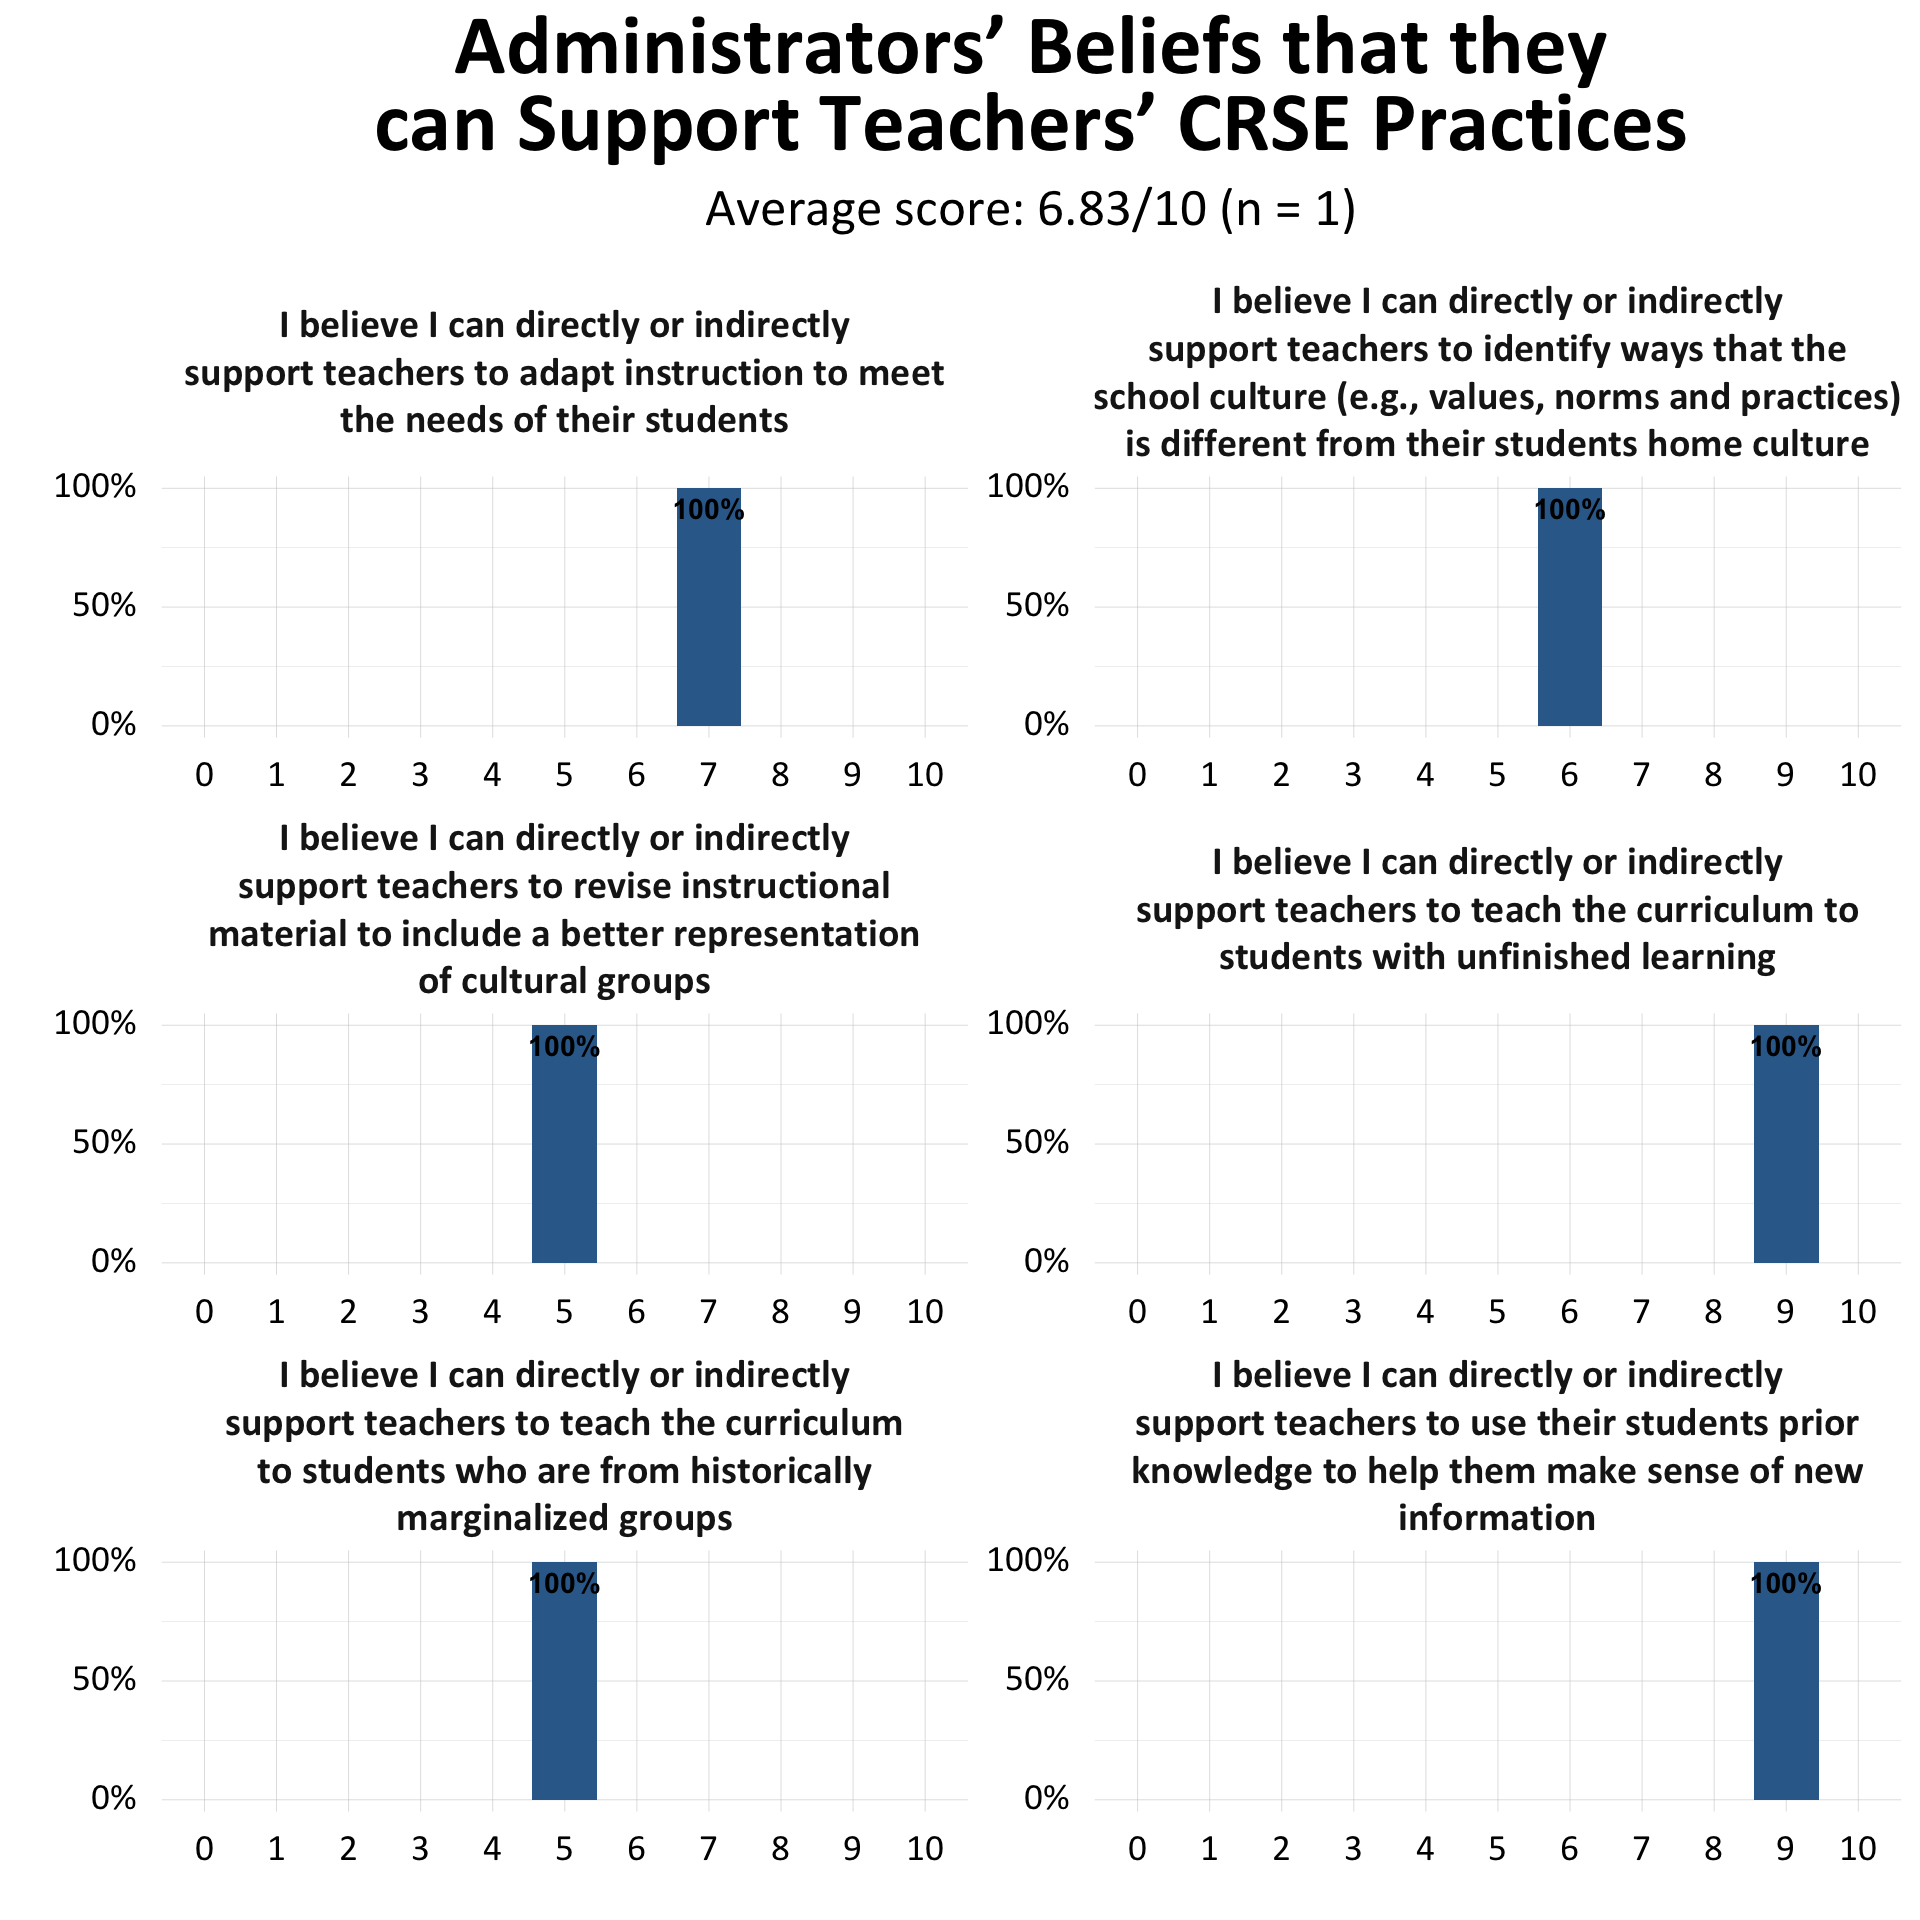 Administrators’ Beliefs that they
can Support Teachers’ CRSE Practices
Average score: 6.83/10 (n = 1)
I believe I can directly or indirectly
support teachers to adapt instruction to meet
the needs of their students
100%
100%
50%
0%
0 1 2 3 4 5 6 7 8 9 10
I believe I can directly or indirectly
support teachers to identify ways that the
school culture (e.g., values, norms and practices)
is different from their students home culture
100%
100%
50%
0%
0 1 2 3 4 5 6 7 8 9 10
I believe I can directly or indirectly
support teachers to revise instructional
material to include a better representation
of cultural groups
100%
100%
50%
0%
0 1 2 3 4 5 6 7 8 9 10
I believe I can directly or indirectly
support teachers to teach the curriculum to
students with unfinished learning
100%
100%
50%
0%
0 1 2 3 4 5 6 7 8 9 10
I believe I can directly or indirectly
support teachers to teach the curriculum
to students who are from historically
marginalized groups
100%
100%
50%
0%
0 1 2 3 4 5 6 7 8 9 10
I believe I can directly or indirectly
support teachers to use their students prior
knowledge to help them make sense of new
information
100%
100%
50%
0%
0 1 2 3 4 5 6 7 8 9 10